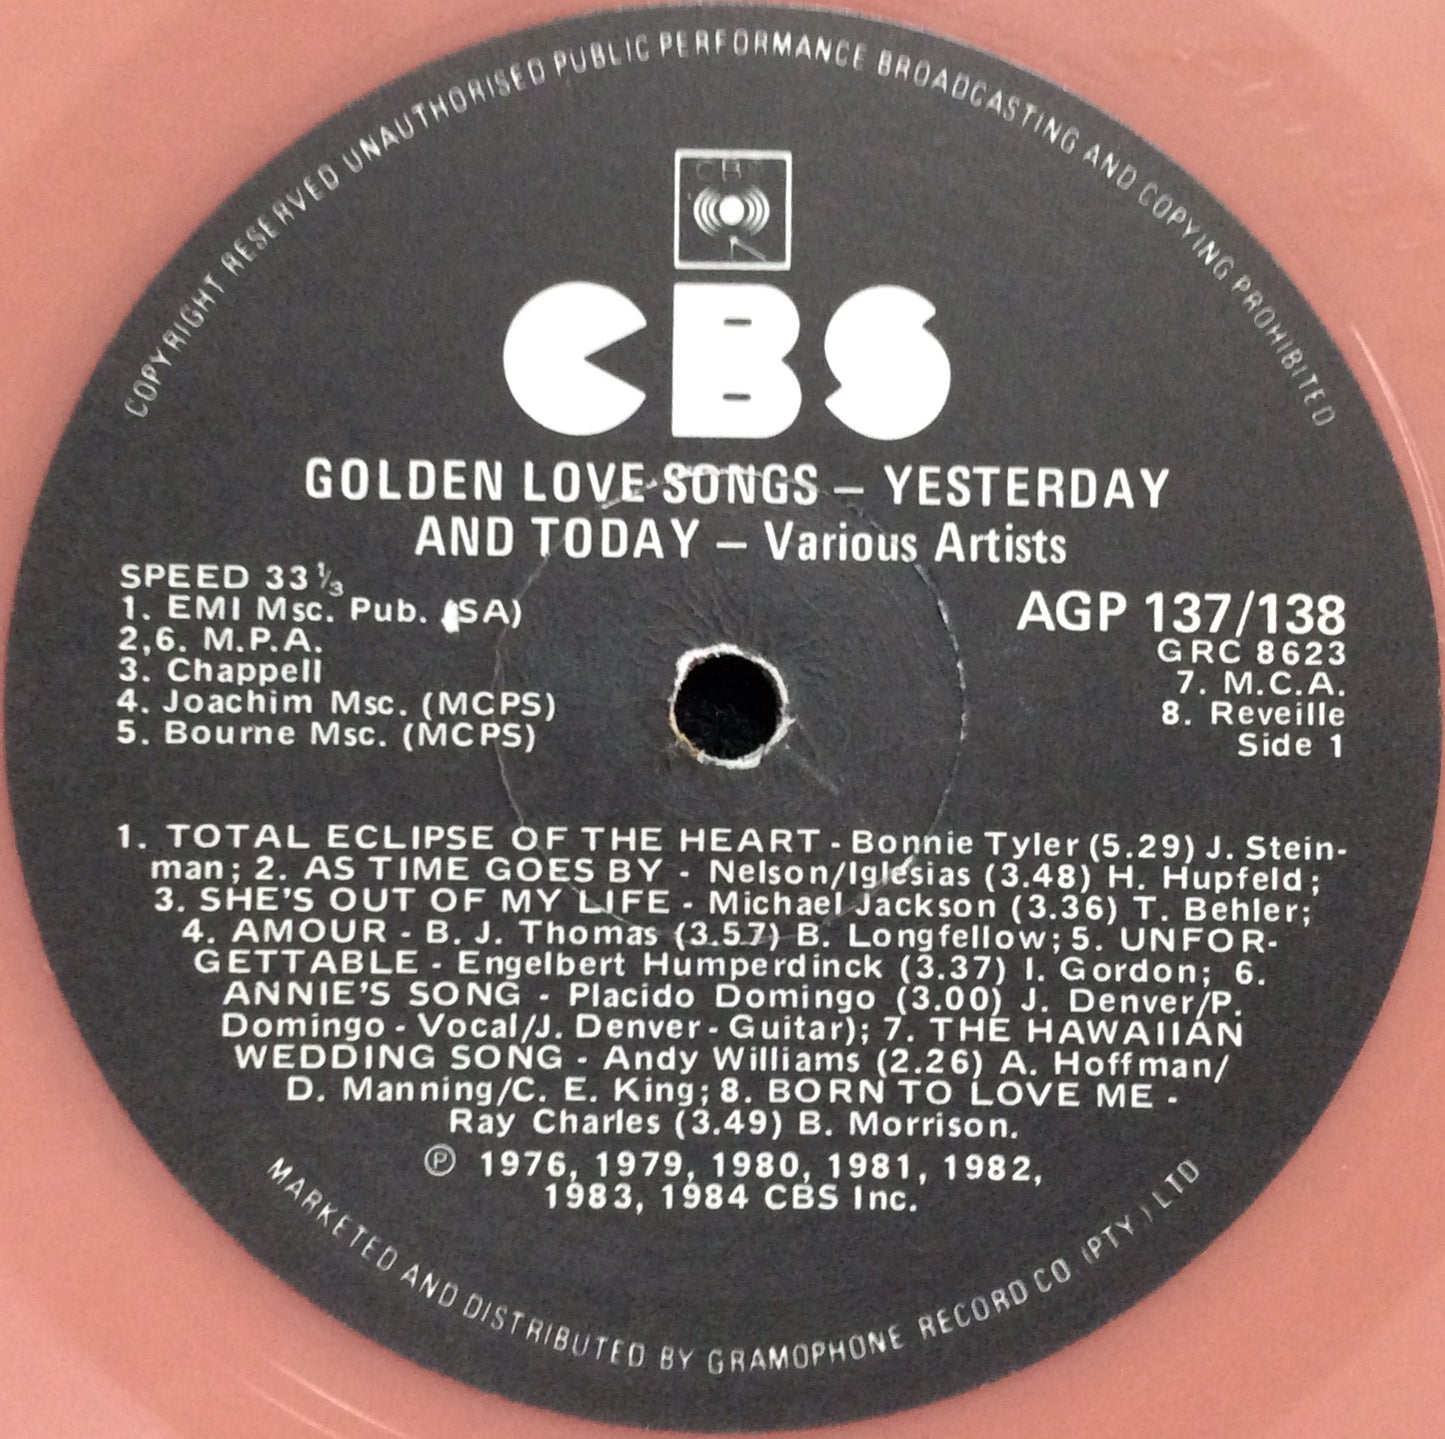 COPYRIGHT RESERVED UNAUTHORISED PUBLIC PERFORMANCE BROADCASTING AND COPYING PROHIBITED
CBS
CBS
GOLDEN LOVE SONGS – YESTERDAY
AND TODAY – Various Artists
SPEED 33⅓
1. EMI Msc. Pub. (SA)
2,6. M.P.A.
3. Chappell
4. Joachim Msc. (MCPS)
5. Bourne Msc. (MCPS)
AGP 137/138
GRC 8623
7. M.C.A.
8. Reveille
Side 1
1. TOTAL ECLIPSE OF THE HEART - Bonnie Tyler (5.29) J. Stein-
man; 2. AS TIME GOES BY - Nelson/Iglesias (3.48) H. Hupfeld;
3. SHE'S OUT OF MY LIFE - Michael Jackson (3.36) T. Behler;
4. AMOUR - B. J. Thomas (3.57) B. Longfellow; 5. UNFOR-
GETTABLE - Engelbert Humperdinck (3.37) I. Gordon; 6.
ANNIE'S SONG - Placido Domingo (3.00) J. Denver/P.
Domingo - Vocal/J. Denver - Guitar); 7. THE HAWAIIAN
WEDDING SONG - Andy Williams (2.26) A. Hoffman/
D. Manning/C. E. King; 8. BORN TO LOVE ME -
Ray Charles (3.49) B. Morrison.
℗ 1976, 1979, 1980, 1981, 1982,
1983, 1984 CBS Inc.
MARKETED AND DISTRIBUTED BY GRAMOPHONE RECORD CO (PTY) LTD